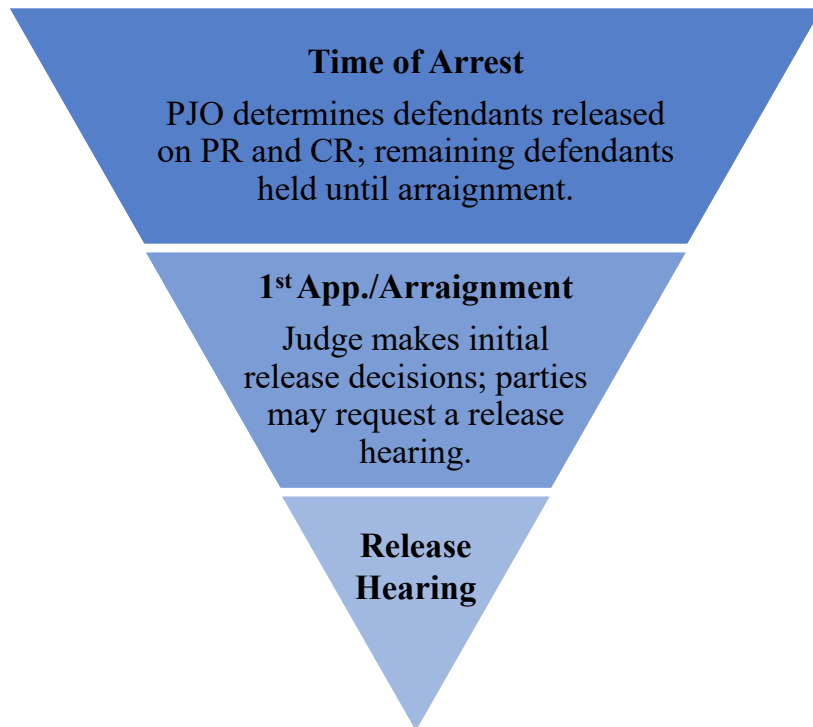 Time of Arrest
PJO determines defendants released
on PR and CR; remaining defendants
held until arraignment.
1st App./Arraignment
Judge makes initial
release decisions; parties
may request a release
hearing.
Release
Hearing